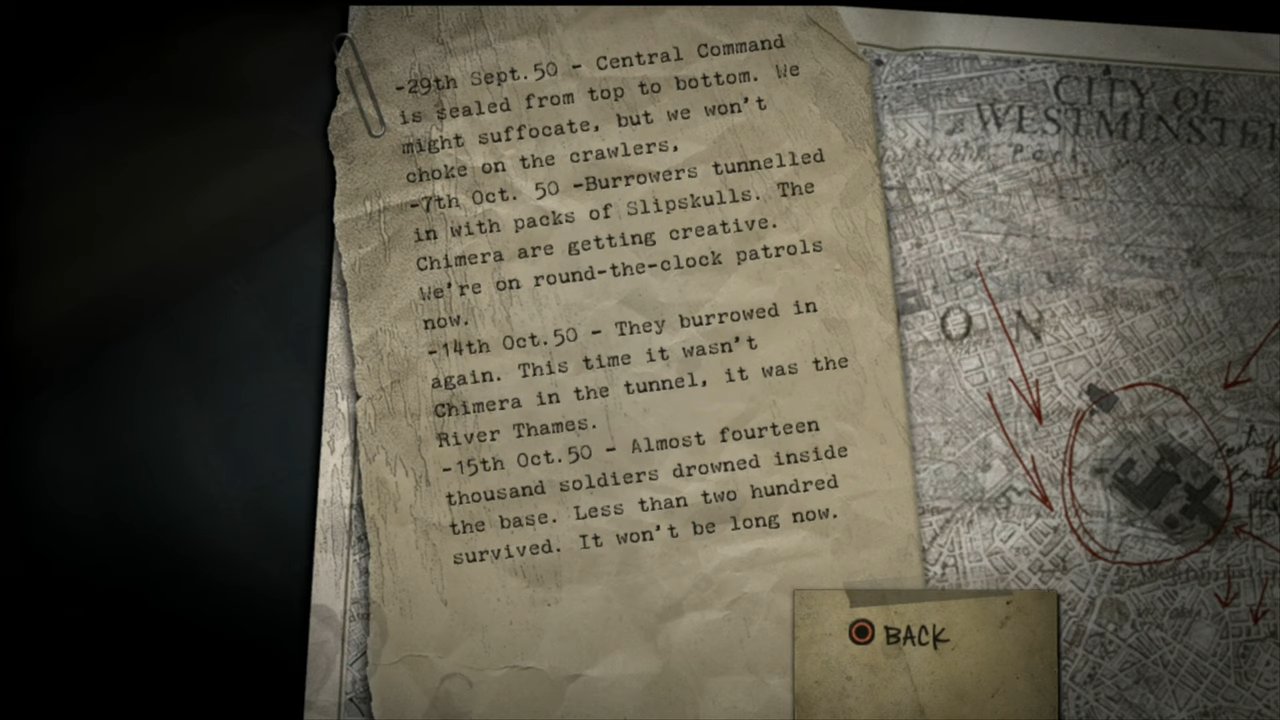 -29th Sept.50 - Central Command
is sealed from top to bottom. We
might suffocate, but we won't
choke on the crawlers,
-7th Oct. 50 -Burrowers tunnelled
in with packs of Slipskulls. The
Chimera are getting creative.
We're on round-the-clock patrols
now.
-14th Oct.50 - They burrowed in
again. This time it wasn't
Chimera in the tunnel, it was the
River Thames.
-15th Oct.50 - Almost fourteen
thousand soldiers drowned inside
the base. Less than two hundred
survived. It won't be long now.
CITY OF
WESTMINSTER
O N
BACK